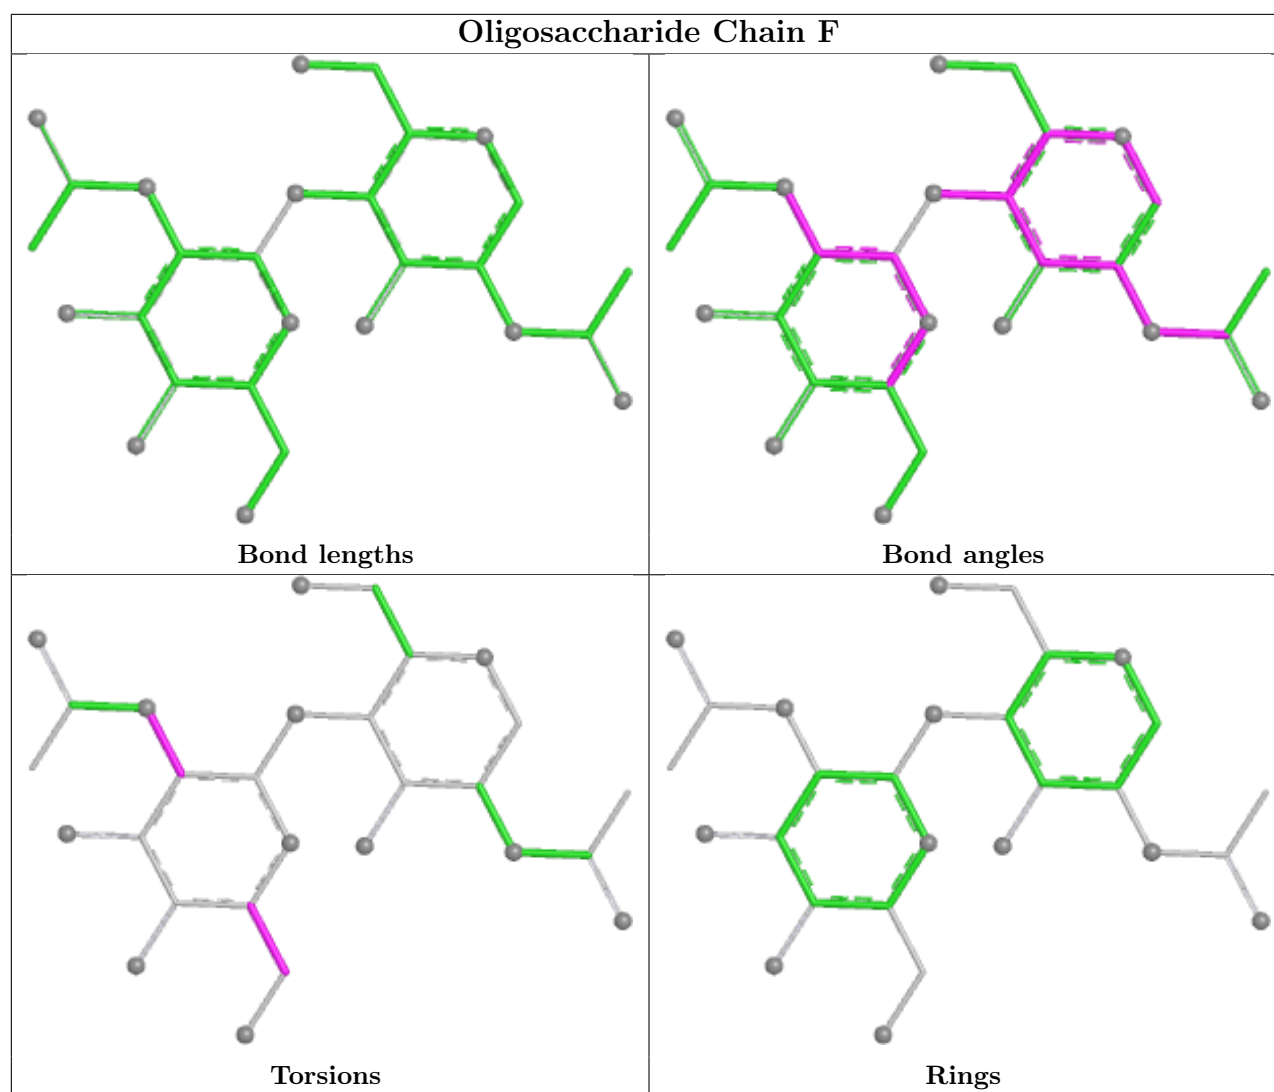 Oligosaccharide Chain F
Bond lengths
Bond angles
Torsions
Rings